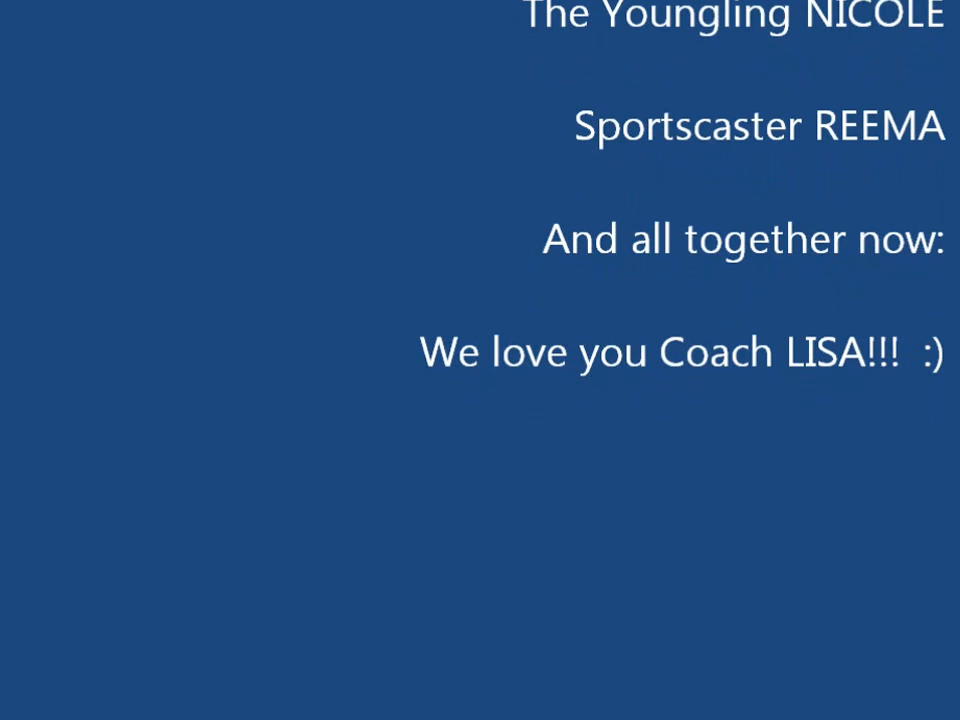 The Youngling NICOLE
Sportscaster REEMA
And all together now:
We love you Coach LISA!!! :)